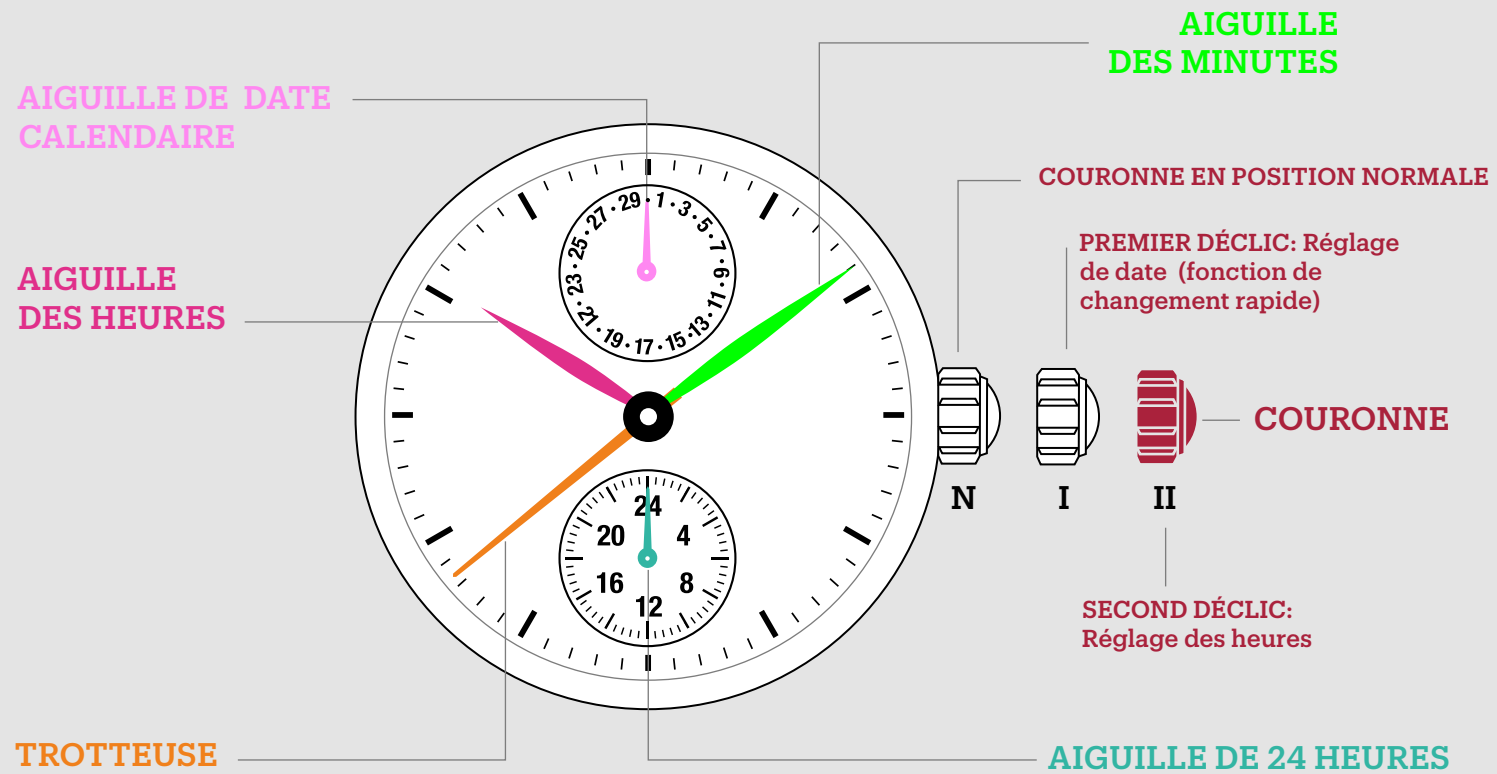 AIGUILLE
DES MINUTES
AIGUILLE DE DATE
CALENDAIRE
COURONNE EN POSITION NORMALE
PREMIER DÉCLIC: Réglage
de date (fonction de
changement rapide)
AIGUILLE
DES HEURES
29 · 1 · 3 · 5 · 7 · 9 · 11 · 13 · 15 · 17 · 19 · 21 · 23 · 25 · 27 ·
COURONNE
N I II
24
20 4
16 8
12
SECOND DÉCLIC:
Réglage des heures
TROTTEUSE
AIGUILLE DE 24 HEURES